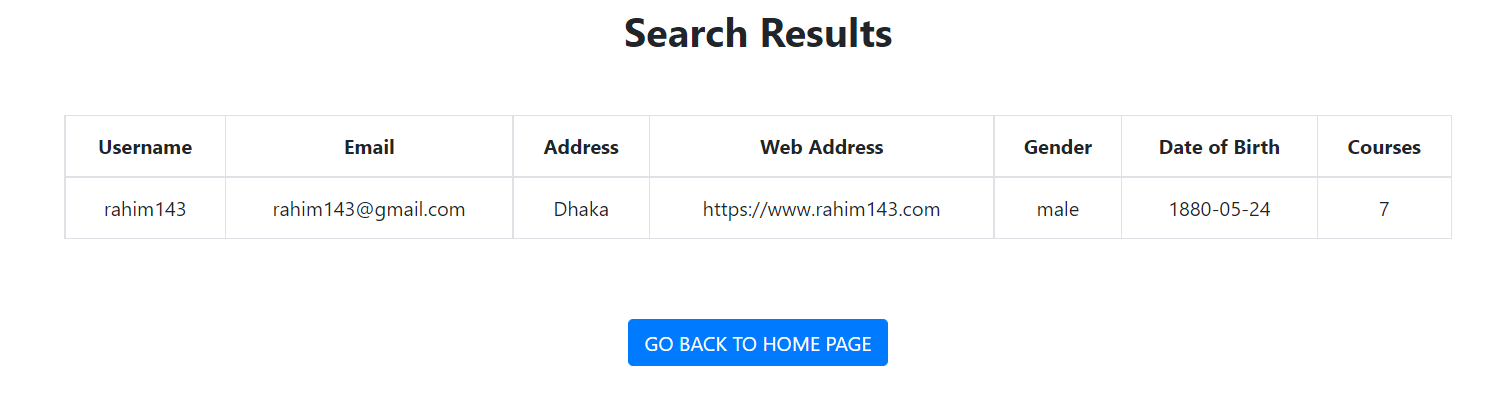 Search Results
Username Email Address Web Address Gender Date of Birth Courses
rahim143 rahim143@gmail.com Dhaka https://www.rahim143.com male 1880-05-24 7
GO BACK TO HOME PAGE